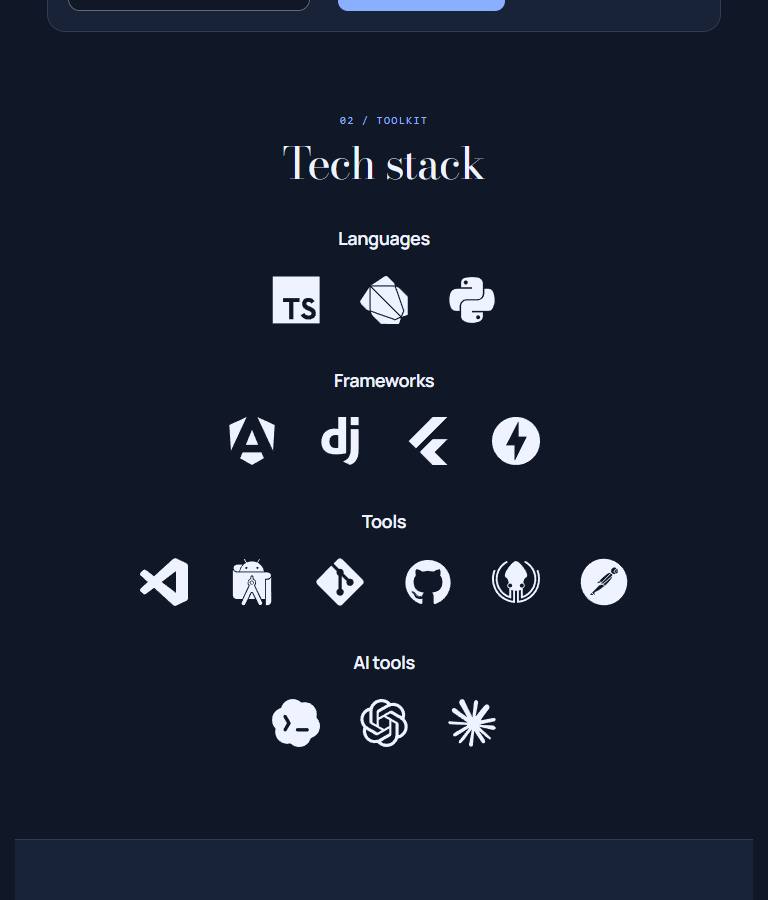 02 / TOOLKIT
Tech stack
Languages
TS
Frameworks
dj
Tools
AI tools